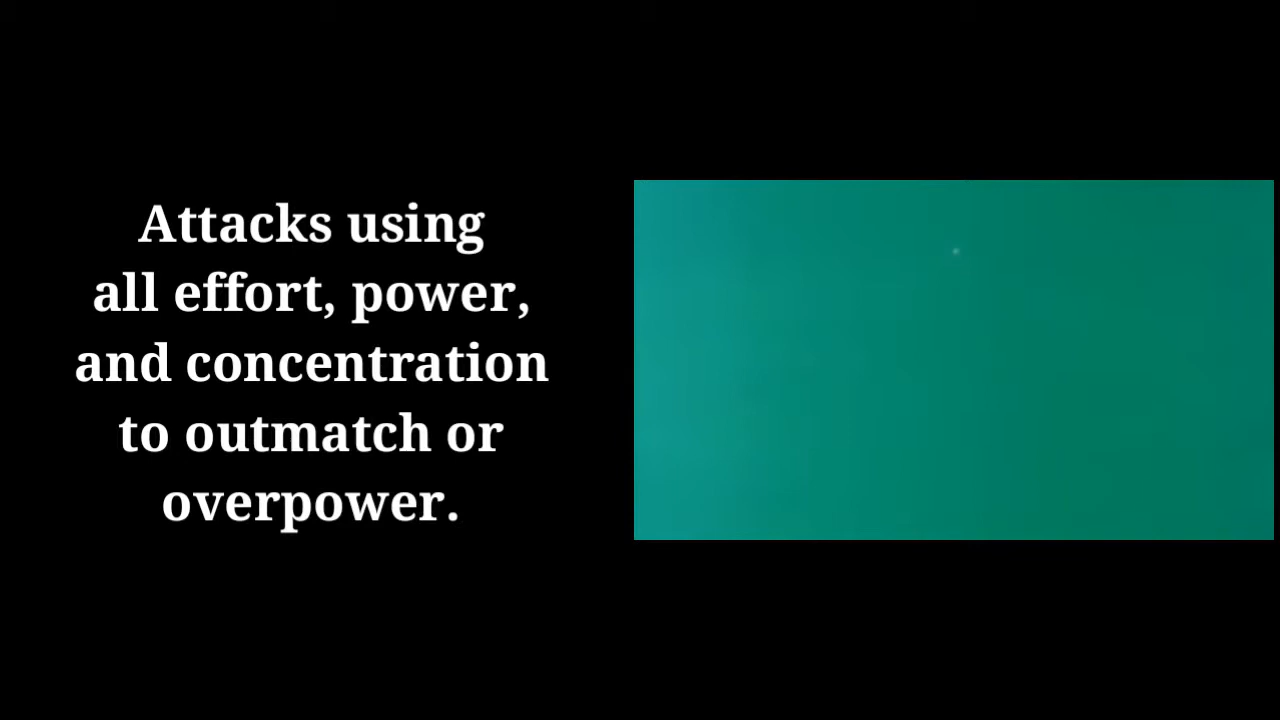 Attacks using
all effort, power,
and concentration
to outmatch or
overpower.